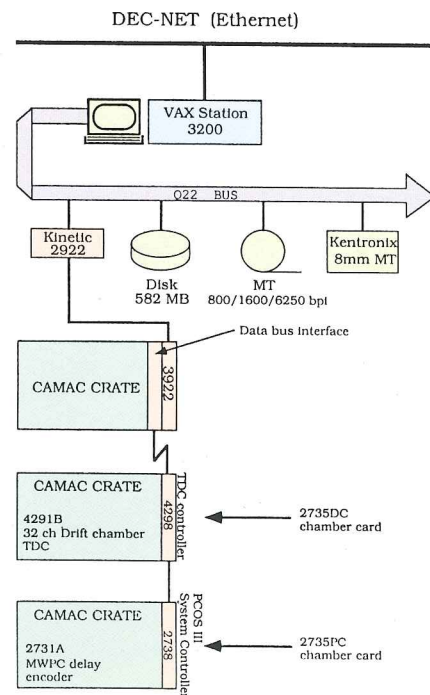 DEC-NET (Ethernet)
VAX Station
3200
Q22 BUS
Kinetic
2922
Disk
582 MB
MT
800/1600/6250 bpi
Kentronix
8mm MT
Data bus interface
CAMAC CRATE
3922
CAMAC CRATE
4291B
32 ch Drift chamber
TDC
4298
TDC controller
2735DC
chamber card
CAMAC CRATE
2731A
MWPC delay
encoder
2738
PCOS III
System Controller
2735PC
chamber card